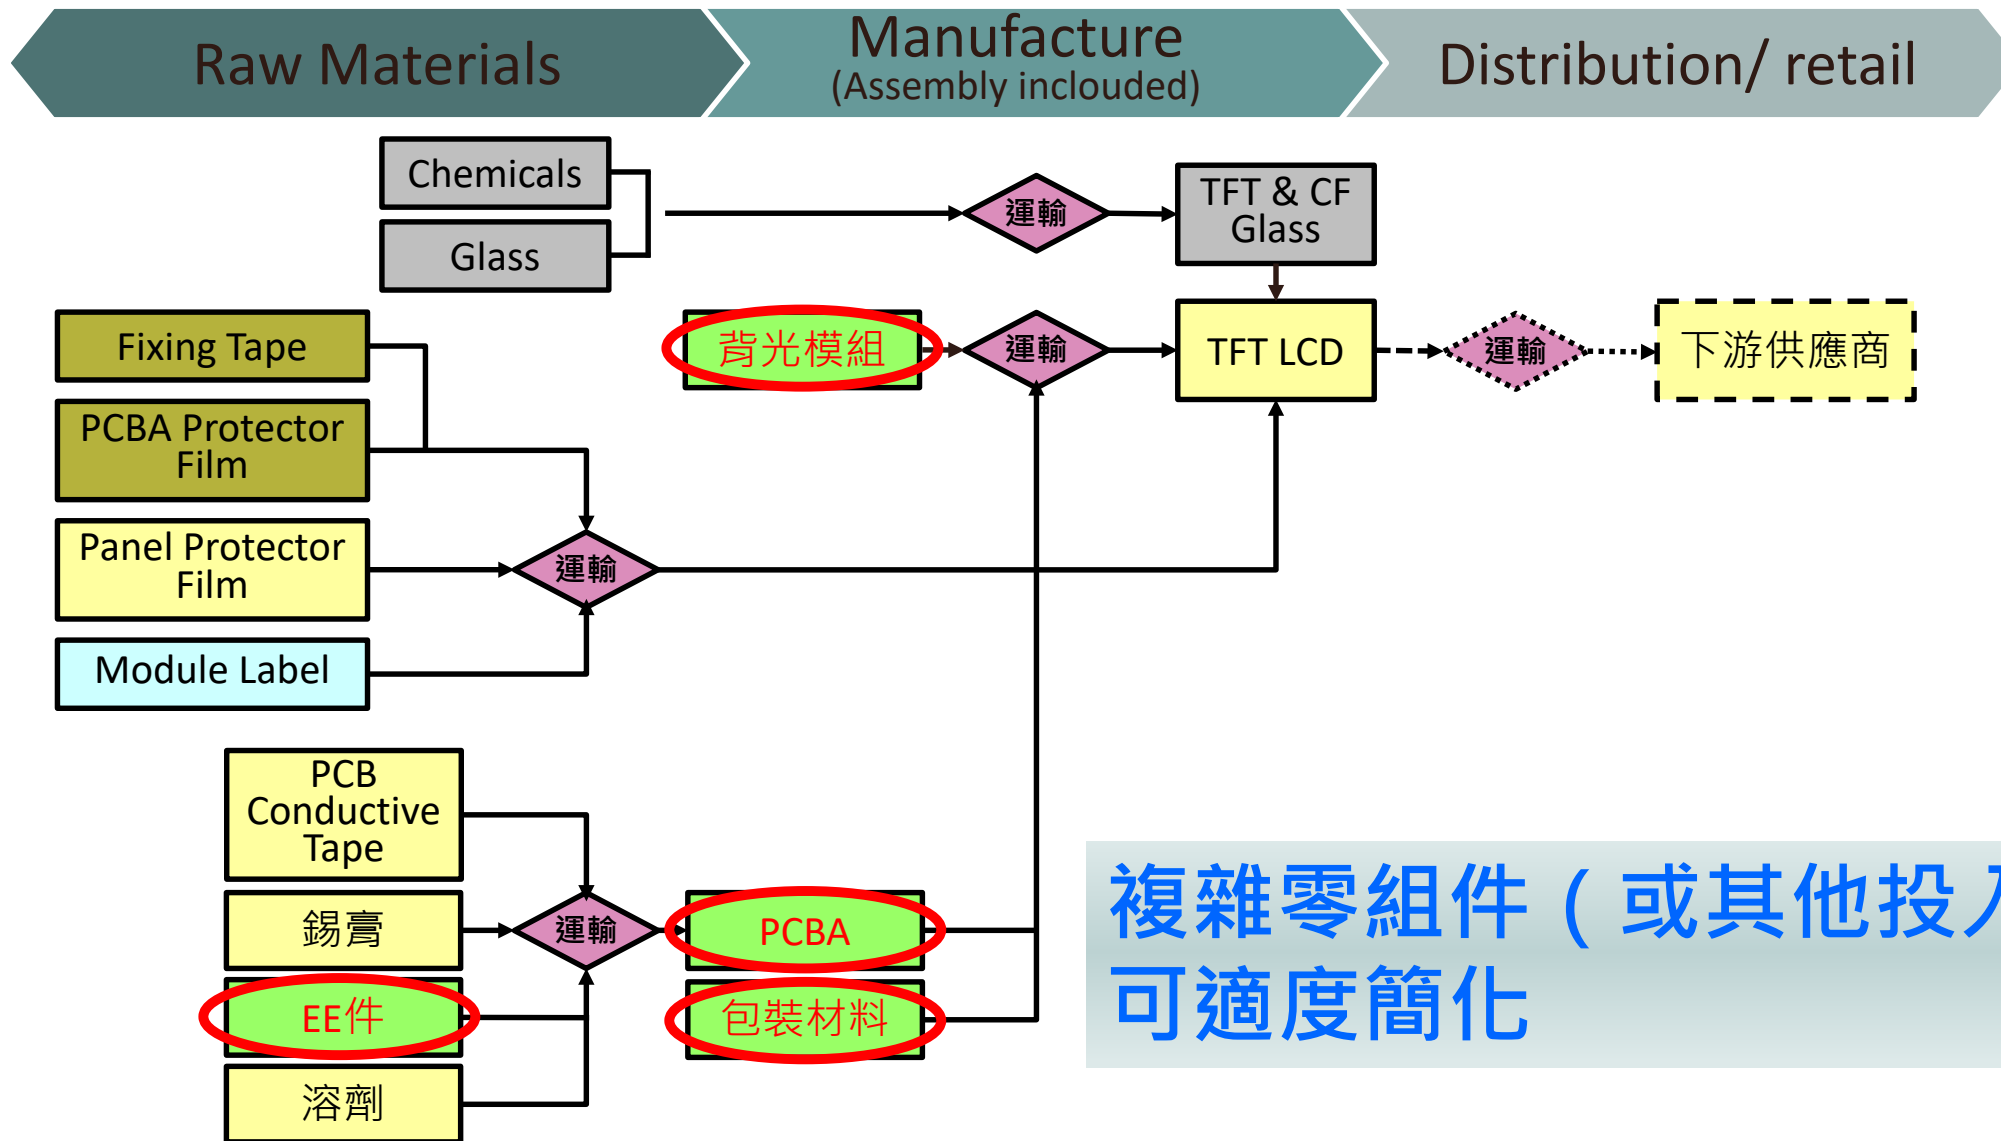 Raw Materials
Manufacture
(Assembly inclouded)
Distribution/ retail
Chemicals
Glass
運輸
TFT & CF
Glass
Fixing Tape
PCBA Protector
Film
Panel Protector
Film
Module Label
運輸
背光模組
運輸
TFT LCD
運輸
下游供應商
PCB
Conductive
Tape
錫膏
EE件
溶劑
運輸
PCBA
包裝材料
複雜零組件（或其他投入
可適度簡化